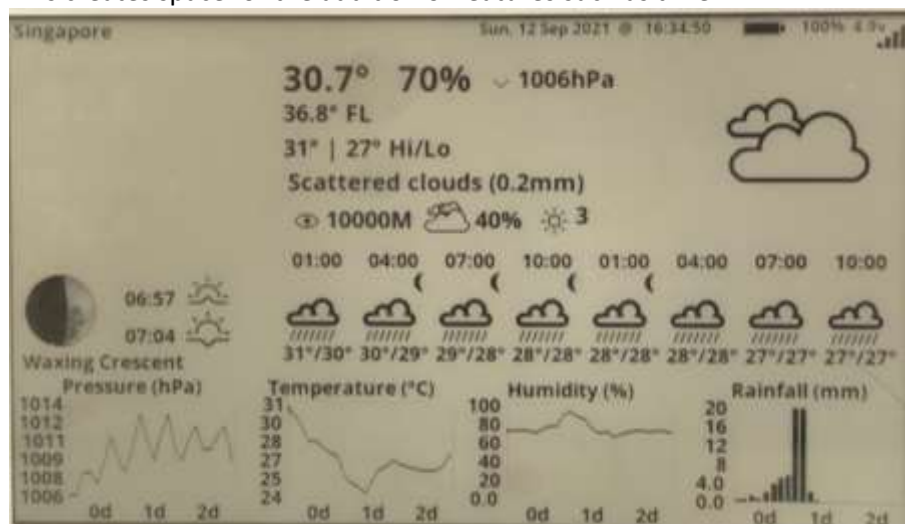 Singapore
Sun, 12 Sep 2021 @ 16:34:50
100%
30.7° 70% 1006hPa
36.8° FL
31° | 27° Hi/Lo
Scattered clouds (0.2mm)
10000M 40% 3
01:00 04:00 07:00 10:00 01:00 04:00 07:00 10:00
06:57
07:04
31°/30° 30°/29° 29°/28° 28°/28° 28°/28° 28°/28° 27°/27° 27°/27°
Waxing Crescent
Pressure (hPa)
1014
1012
1011
1009
1008
1006
0d 1d 2d
Temperature (°C)
31
30
28
27
25
24
0d 1d 2d
Humidity (%)
100
80
60
40
20
0.0
0d 1d 2d
Rainfall (mm)
20
16
12
8
4.0
0.0
0d 1d 2d